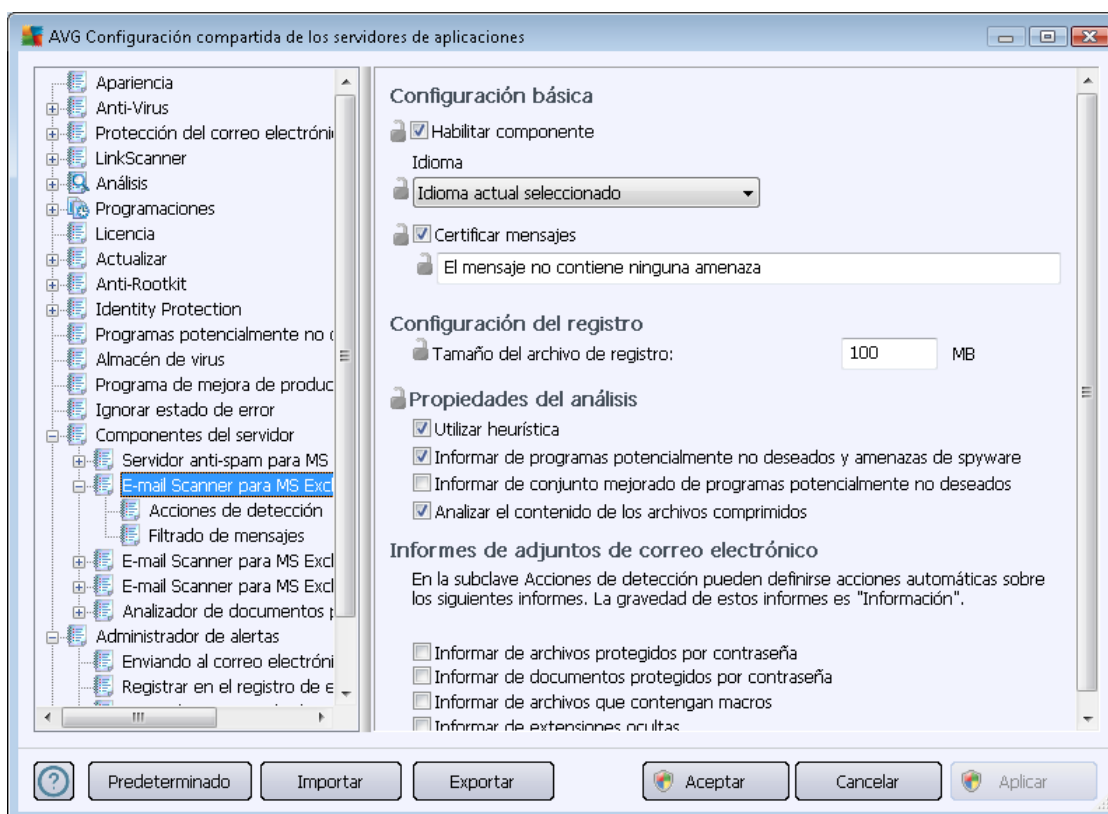 AVG Configuración compartida de los servidores de aplicaciones
Apariencia
Anti-Virus
Protección del correo electróni
LinkScanner
Análisis
Programaciones
Licencia
Actualizar
Anti-Rootkit
Identity Protection
Programas potencialmente no
Almacén de virus
Programa de mejora de produc
Ignorar estado de error
Componentes del servidor
Servidor anti-spam para MS
E-mail Scanner para MS Excl
Acciones de detección
Filtrado de mensajes
E-mail Scanner para MS Excl
E-mail Scanner para MS Excl
Analizador de documentos
Administrador de alertas
Enviando al correo electróni
Registrar en el registro de e
Configuración básica
Habilitar componente
Idioma
Idioma actual seleccionado
Certificar mensajes
El mensaje no contiene ninguna amenaza
Configuración del registro
Tamaño del archivo de registro: 100 MB
Propiedades del análisis
Utilizar heurística
Informar de programas potencialmente no deseados y amenazas de spyware
Informar de conjunto mejorado de programas potencialmente no deseados
Analizar el contenido de los archivos comprimidos
Informes de adjuntos de correo electrónico
En la subclave Acciones de detección pueden definirse acciones automáticas sobre
los siguientes informes. La gravedad de estos informes es "Información".
Informar de archivos protegidos por contraseña
Informar de documentos protegidos por contraseña
Informar de archivos que contengan macros
Informar de extensiones ocultas
Predeterminado
Importar
Exportar
Aceptar
Cancelar
Aplicar